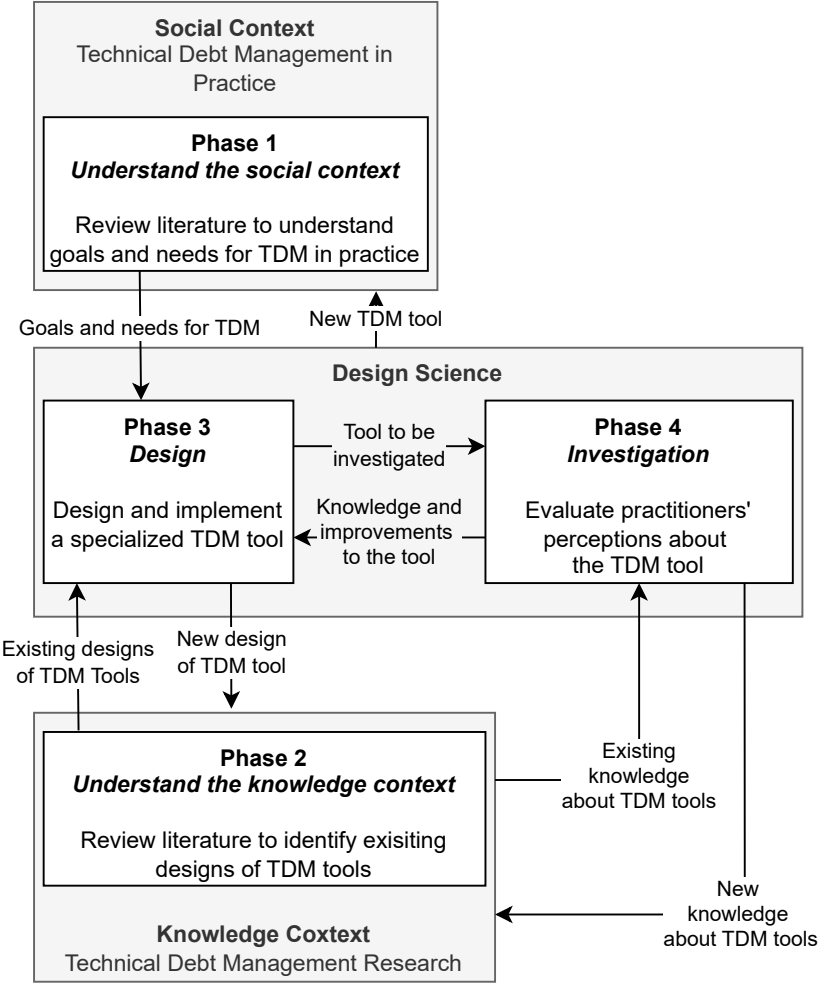 Social Context
Technical Debt Management in
Practice
Phase 1
Understand the social context
Review literature to understand
goals and needs for TDM in practice
Goals and needs for TDM
New TDM tool
Design Science
Phase 3
Design
Design and implement
a specialized TDM tool
Tool to be
investigated
Knowledge and
improvements
to the tool
Phase 4
Investigation
Evaluate practitioners'
perceptions about
the TDM tool
Existing designs
of TDM Tools
New design
of TDM tool
Phase 2
Understand the knowledge context
Review literature to identify exisiting
designs of TDM tools
Existing
knowledge
about TDM tools
New
knowledge
about TDM tools
Knowledge Coxtext
Technical Debt Management Research